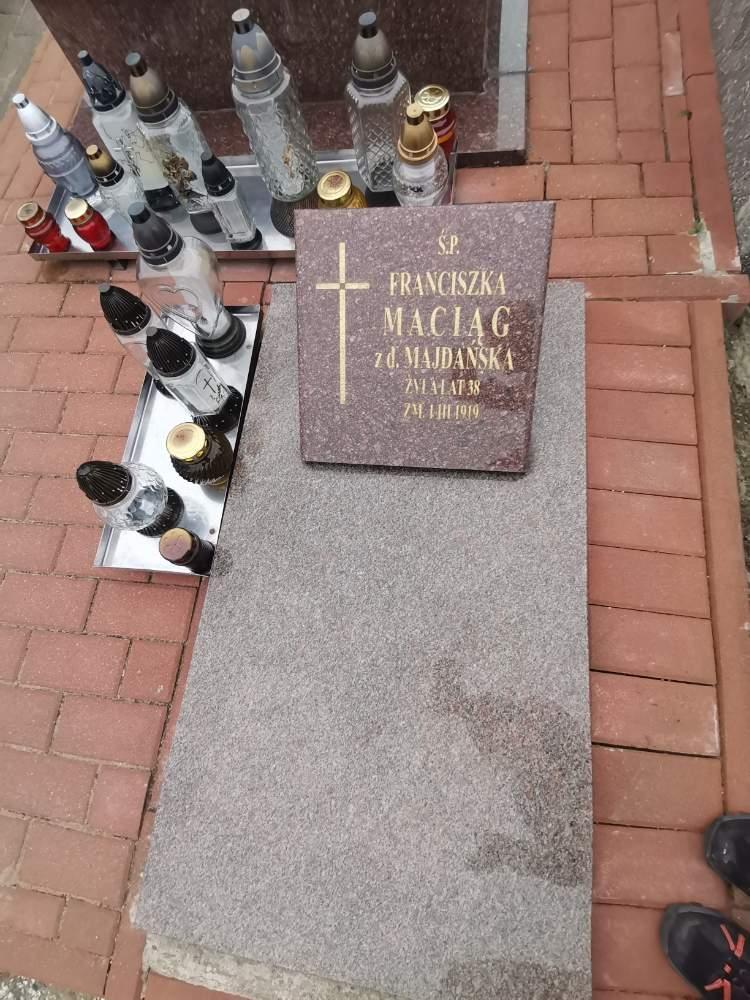 Ś.P.
FRANCISZKA
MACIĄG
z d. MAJDAŃSKA
ŻYŁA LAT 38
ZM. 1-III 1919